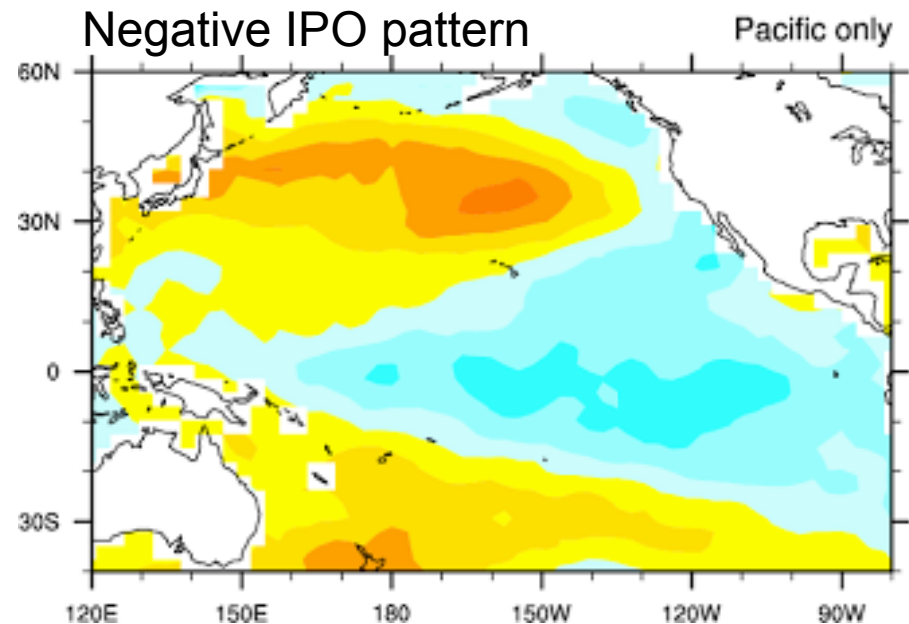 Negative IPO pattern
Pacific only
60N
30N
0
30S
120E 150E 180 150W 120W 90W